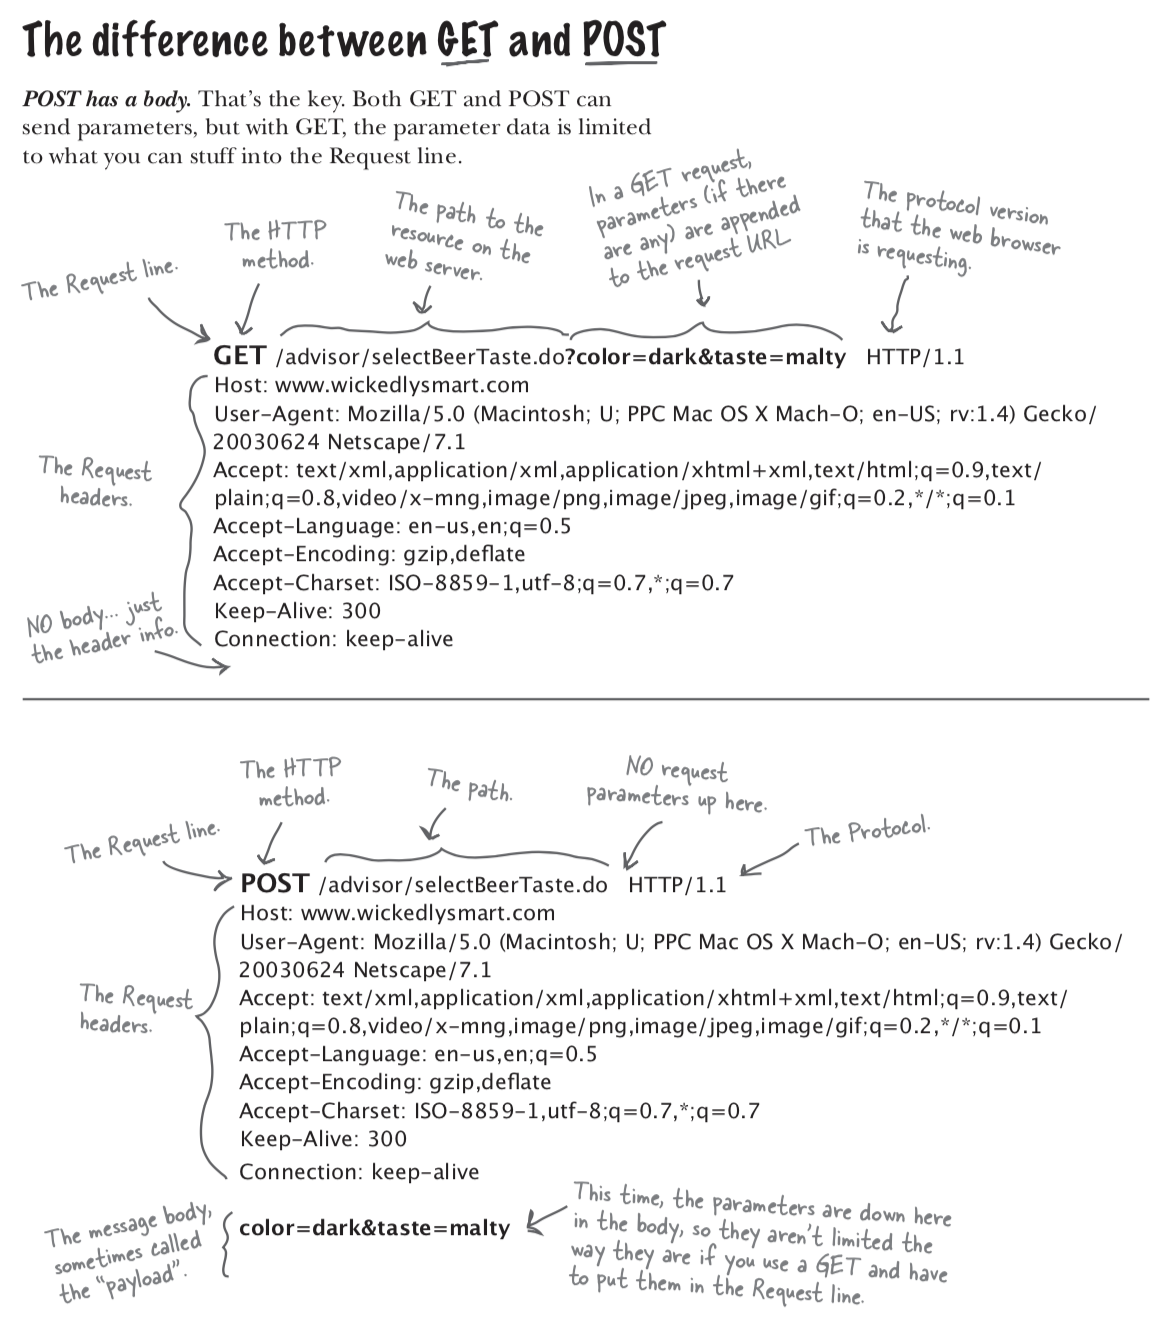 The difference between GET and POST
POST has a body. That's the key. Both GET and POST can
send parameters, but with GET, the parameter data is limited
to what you can stuff into the Request line.
The Request line.
The HTTP
method.
The path to the
resource on the
web server.
In a GET request,
parameters (if there
are any) are appended
to the request URL
The protocol version
that the web browser
is requesting.
GET /advisor/selectBeerTaste.do?color=dark&taste=malty HTTP/1.1
Host: www.wickedlysmart.com
User-Agent: Mozilla/5.0 (Macintosh; U; PPC Mac OS X Mach-O; en-US; rv:1.4) Gecko/
20030624 Netscape/7.1
Accept: text/xml,application/xml,application/xhtml+xml,text/html;q=0.9,text/
plain;q=0.8,video/x-mng,image/png,image/jpeg,image/gif;q=0.2,*/*;q=0.1
Accept-Language: en-us,en;q=0.5
Accept-Encoding: gzip,deflate
Accept-Charset: ISO-8859-1,utf-8;q=0.7,*;q=0.7
Keep-Alive: 300
Connection: keep-alive
The Request
headers.
NO body... just
the header info.
The Request line.
The HTTP
method.
The path.
NO request
parameters up here.
The Protocol.
POST /advisor/selectBeerTaste.do HTTP/1.1
Host: www.wickedlysmart.com
User-Agent: Mozilla/5.0 (Macintosh; U; PPC Mac OS X Mach-O; en-US; rv:1.4) Gecko/
20030624 Netscape/7.1
Accept: text/xml,application/xml,application/xhtml+xml,text/html;q=0.9,text/
plain;q=0.8,video/x-mng,image/png,image/jpeg,image/gif;q=0.2,*/*;q=0.1
Accept-Language: en-us,en;q=0.5
Accept-Encoding: gzip,deflate
Accept-Charset: ISO-8859-1,utf-8;q=0.7,*;q=0.7
Keep-Alive: 300
Connection: keep-alive
The Request
headers.
The message body,
sometimes called
the "payload".
color=dark&taste=malty
This time, the parameters are down here
in the body, so they aren't limited the
way they are if you use a GET and have
to put them in the Request line.